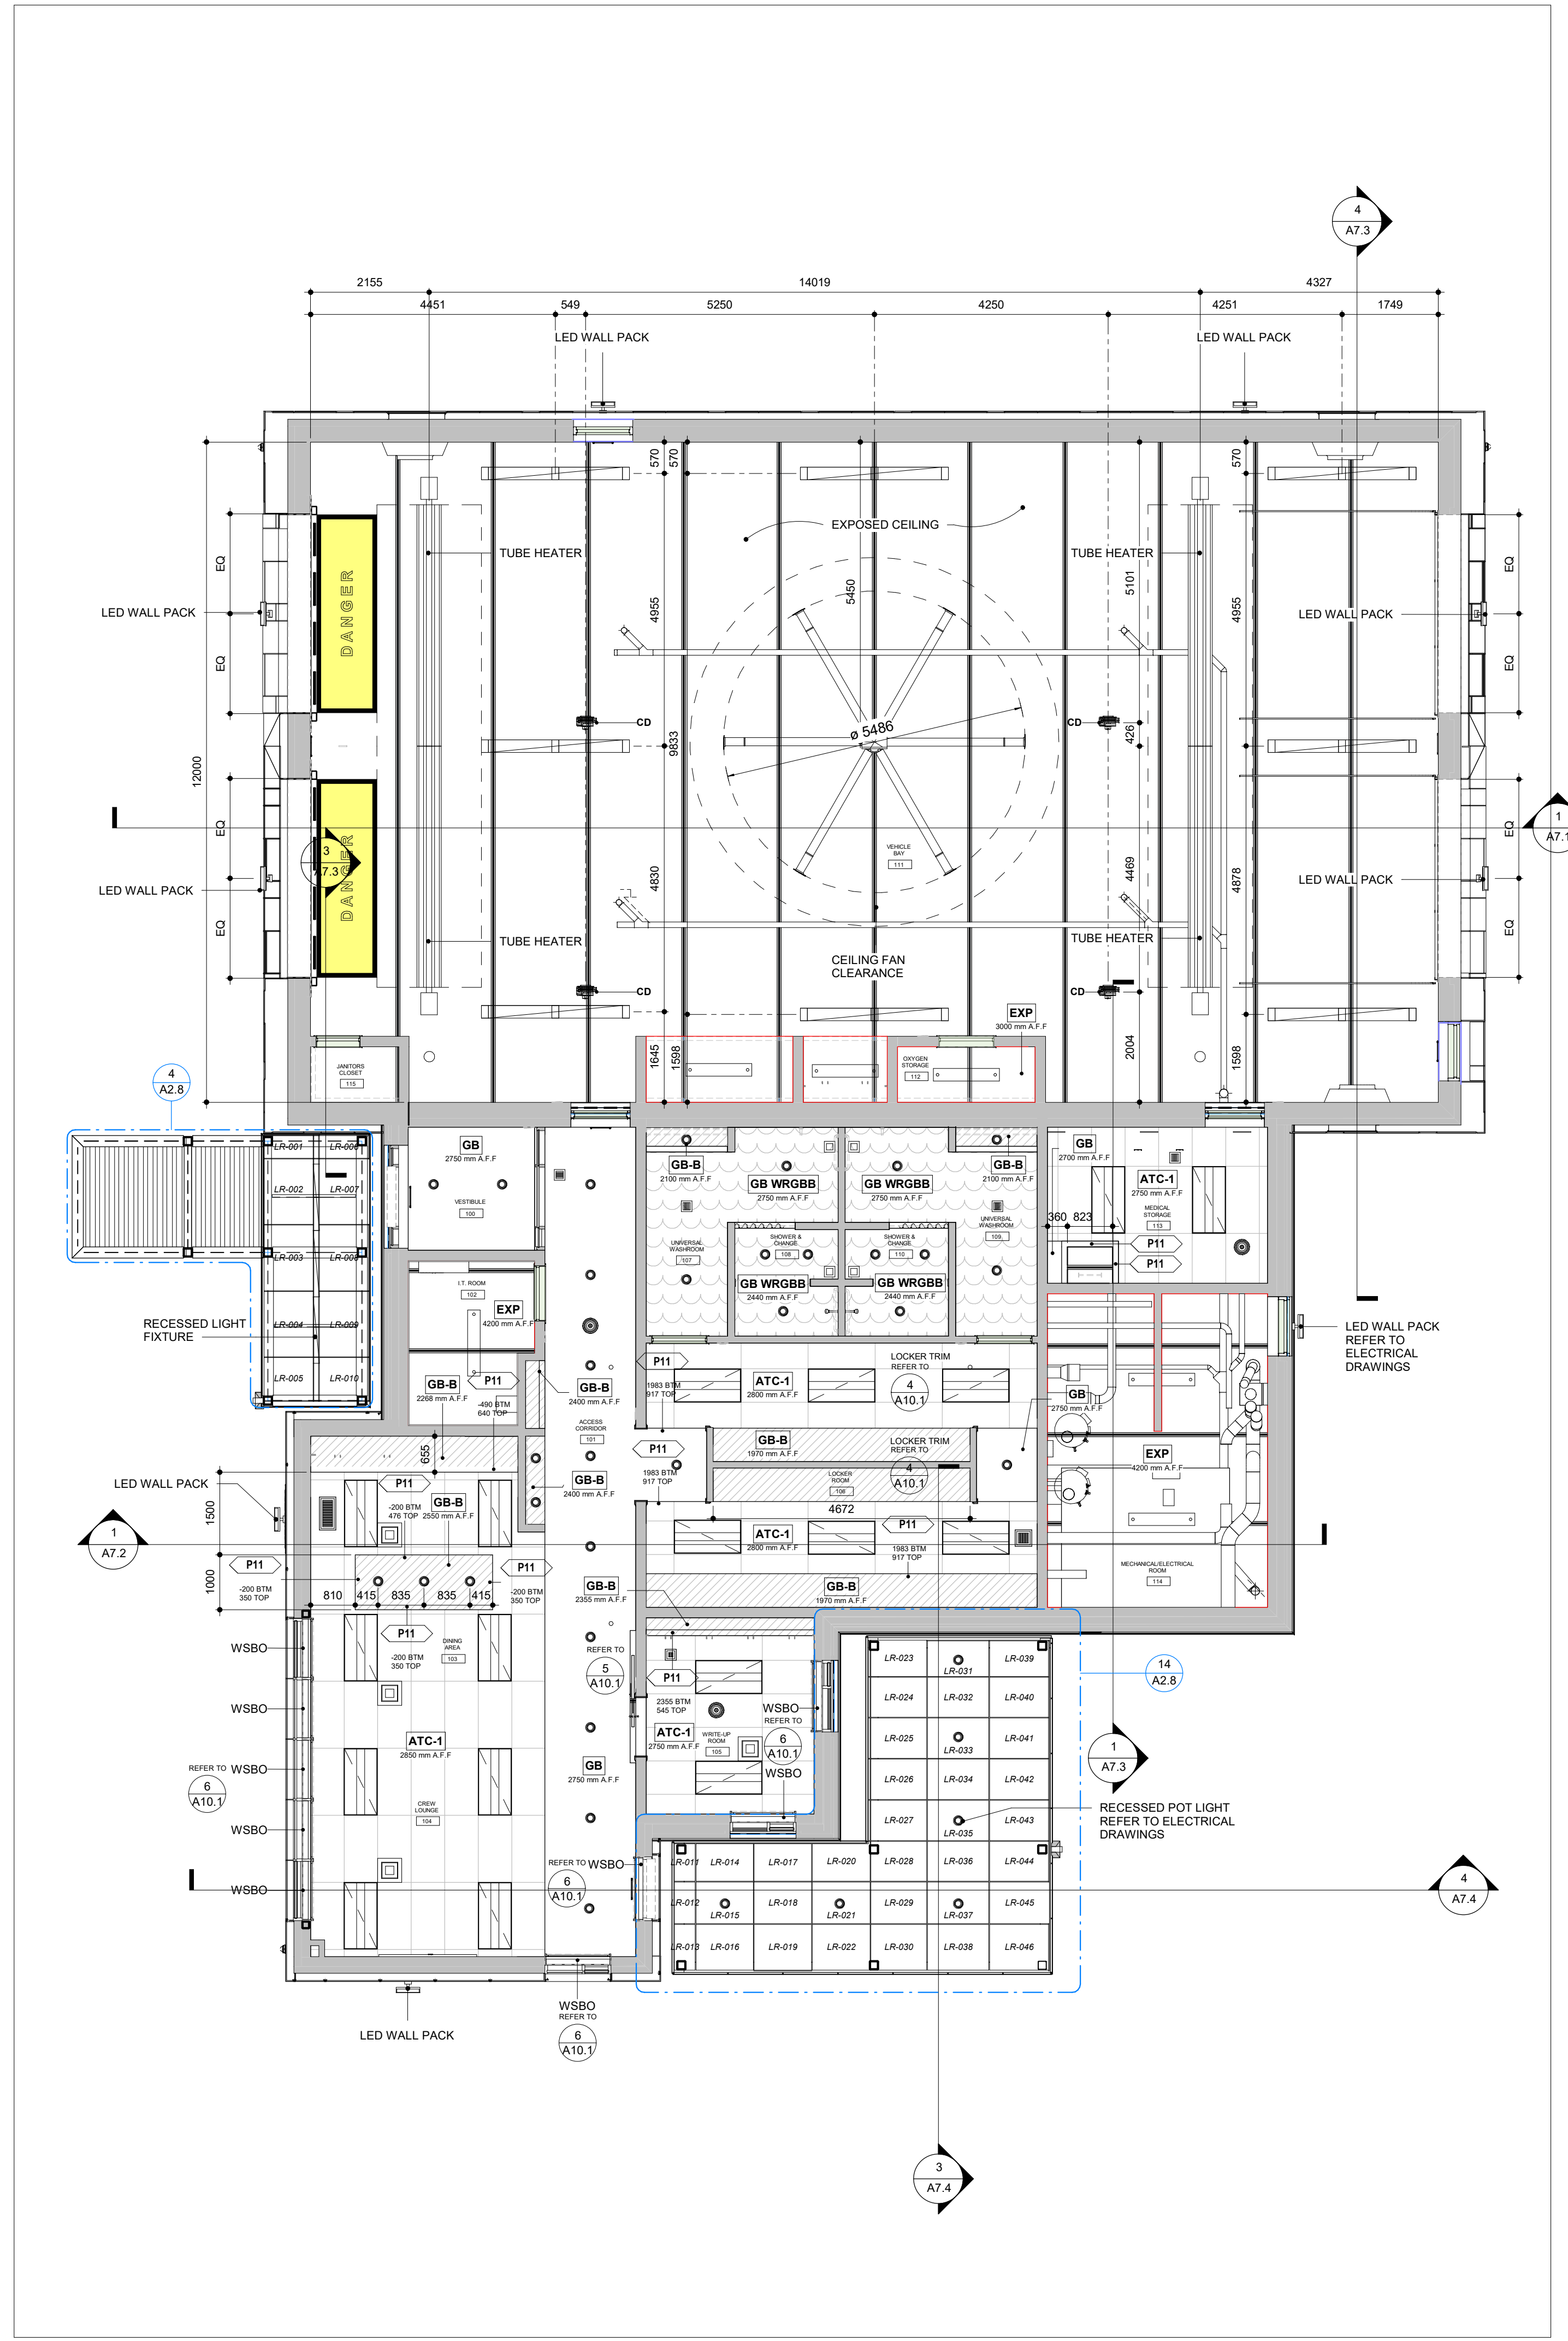 4
A7.3
2155
14019
4327
4451
549
5250
4250
4251
1749
LED WALL PACK
LED WALL PACK
570
570
570
EXPOSED CEILING
TUBE HEATER
TUBE HEATER
EQ
DANGER
EQ
LED WALL PACK
4955
5450
5101
4955
LED WALL PACK
EQ
EQ
CD
CD
ø 5486
9833
426
12000
EQ
DANGER
3
A7.3
VEHICLE
BAY
111
EQ
1
A7.1
LED WALL PACK
4830
4469
4878
LED WALL PACK
EQ
EQ
TUBE HEATER
TUBE HEATER
CEILING FAN
CLEARANCE
CD
CD
EXP
3000 mm A.F.F
1645
1598
2004
1598
JANITORS
CLOSET
115
OXYGEN
STORAGE
112
4
A2.8
LR-001
LR-006
LR-002
LR-007
LR-003
LR-008
LR-004
LR-009
LR-005
LR-010
RECESSED LIGHT
FIXTURE
GB
2750 mm A.F.F
VESTIBULE
100
GB-B
2100 mm A.F.F
GB WRGBB
2750 mm A.F.F
GB WRGBB
2750 mm A.F.F
GB-B
2100 mm A.F.F
GB
2700 mm A.F.F
ATC-1
2750 mm A.F.F
MEDICAL
STORAGE
113
360
823
P11
P11
UNIVERSAL
WASHROOM
107
SHOWER &
CHANGE
108
SHOWER &
CHANGE
110
UNIVERSAL
WASHROOM
109
GB WRGBB
2440 mm A.F.F
GB WRGBB
2440 mm A.F.F
I.T. ROOM
102
EXP
4200 mm A.F.F
LED WALL PACK
REFER TO
ELECTRICAL
DRAWINGS
GB-B
2268 mm A.F.F
P11
-490 BTM
640 TOP
GB-B
2400 mm A.F.F
P11
1983 BTM
917 TOP
ATC-1
2800 mm A.F.F
LOCKER TRIM
REFER TO
4
A10.1
GB
2750 mm A.F.F
ACCESS
CORRIDOR
101
655
P11
1983 BTM
917 TOP
GB-B
1970 mm A.F.F
LOCKER TRIM
REFER TO
4
A10.1
EXP
4200 mm A.F.F
LED WALL PACK
P11
GB-B
2400 mm A.F.F
LOCKER
ROOM
106
4672
1500
-200 BTM
476 TOP
GB-B
2550 mm A.F.F
P11
1983 BTM
917 TOP
ATC-1
2800 mm A.F.F
1
A7.2
P11
-200 BTM
350 TOP
1000
810
415
835
835
415
P11
-200 BTM
350 TOP
GB-B
2355 mm A.F.F
GB-B
1970 mm A.F.F
MECHANICAL/ELECTRICAL
ROOM
114
P11
-200 BTM
350 TOP
DINING
AREA
103
WSBO
WSBO
REFER TO
WSBO
6
A10.1
WSBO
WSBO
REFER TO
5
A10.1
P11
2355 BTM
545 TOP
ATC-1
2750 mm A.F.F
WRITE-UP
ROOM
105
WSBO
REFER TO
6
A10.1
WSBO
ATC-1
2850 mm A.F.F
GB
2750 mm A.F.F
CREW
LOUNGE
104
REFER TO
WSBO
6
A10.1
LR-023
LR-031
LR-039
LR-024
LR-032
LR-040
LR-025
LR-033
LR-041
LR-026
LR-034
LR-042
LR-027
LR-035
LR-043
LR-011
LR-014
LR-017
LR-020
LR-028
LR-036
LR-044
LR-012
LR-015
LR-018
LR-021
LR-029
LR-037
LR-045
LR-013
LR-016
LR-019
LR-022
LR-030
LR-038
LR-046
14
A2.8
1
A7.3
RECESSED POT LIGHT
REFER TO ELECTRICAL
DRAWINGS
4
A7.4
LED WALL PACK
WSBO
REFER TO
6
A10.1
3
A7.4